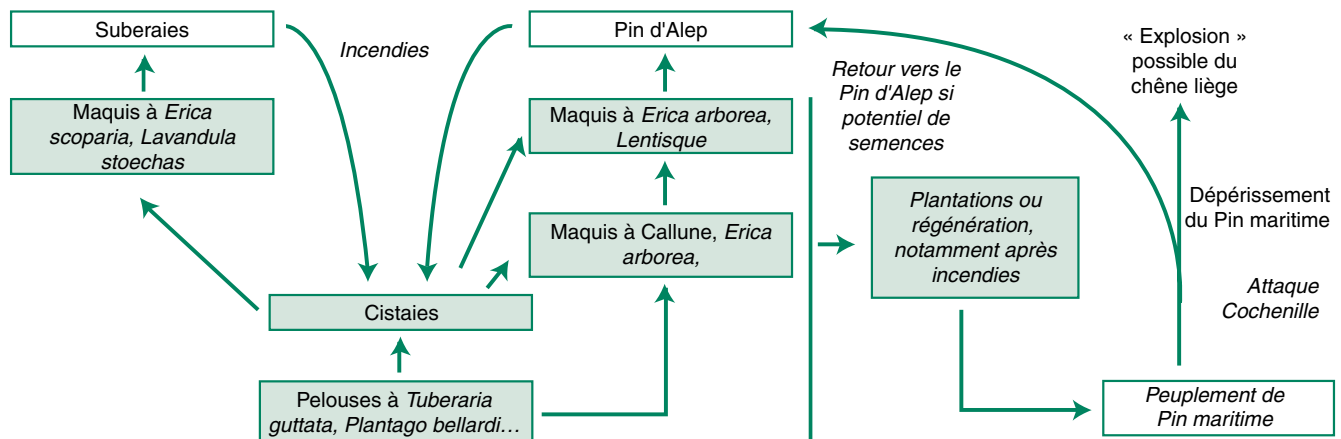 Suberaies
Incendies
Pin d'Alep
« Explosion »
possible du
chêne liège
Maquis à Erica
scoparia, Lavandula
stoechas
Maquis à Erica arborea,
Lentisque
Retour vers le
Pin d'Alep si
potentiel de
semences
Maquis à Callune, Erica
arborea,
Plantations ou
régénération,
notamment après
incendies
Dépérissement
du Pin maritime
Attaque
Cochenille
Cistaies
Pelouses à Tuberaria
guttata, Plantago bellardi…
Peuplement de
Pin maritime